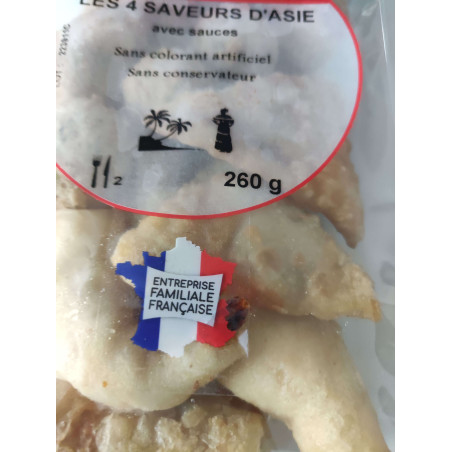 LES 4 SAVEURS D'ASIE
avec sauces
Sans colorant artificiel
Sans conservateur
2
260 g
ENTREPRISE
FAMILIALE
FRANÇAISE